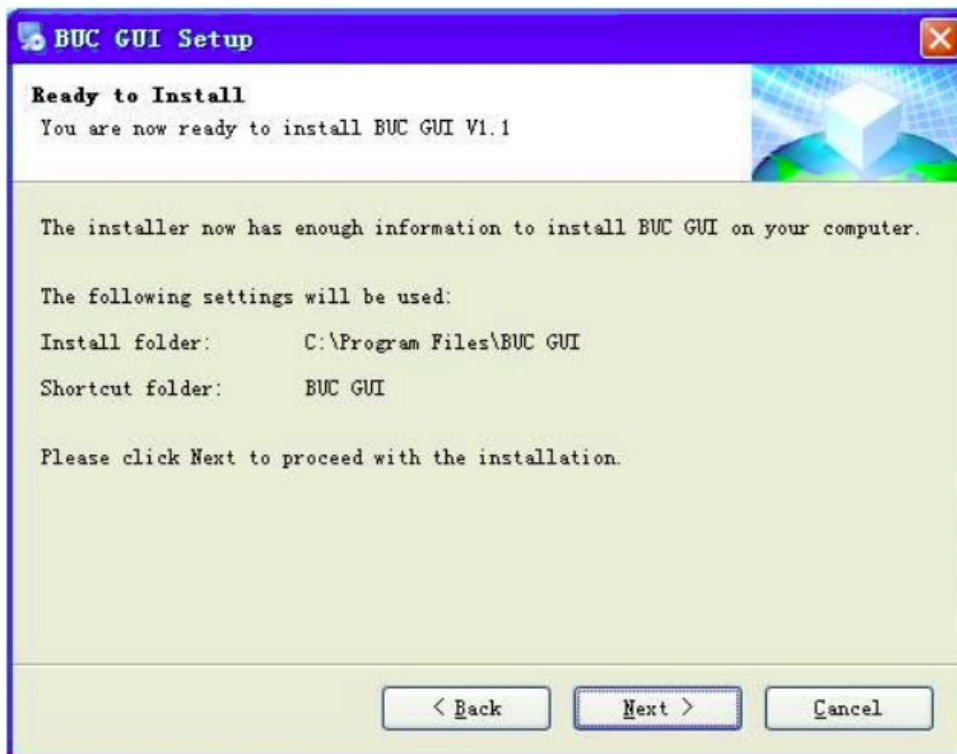 BUC GUI Setup
Ready to Install
You are now ready to install BUC GUI V1.1
The installer now has enough information to install BUC GUI on your computer.
The following settings will be used:
Install folder: C:\Program Files\BUC GUI
Shortcut folder: BUC GUI
Please click Next to proceed with the installation.
< Back Next > Cancel